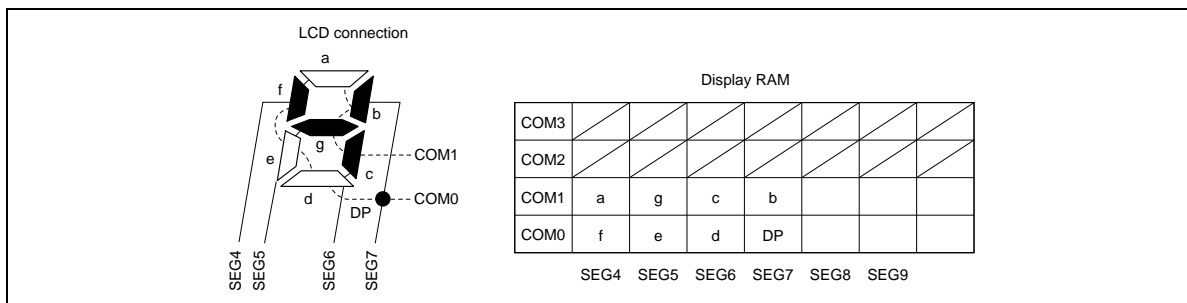 LCD connection
a
f
b
g
e
c
d
DP
COM1
COM0
SEG4
SEG5
SEG6
SEG7
Display RAM
COM3
COM2
COM1 a g c b
COM0 f e d DP
SEG4 SEG5 SEG6 SEG7 SEG8 SEG9